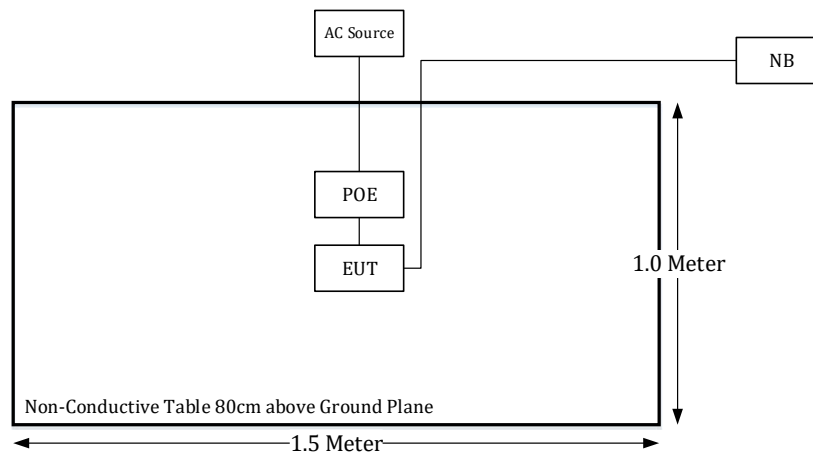 AC Source
NB
POE
EUT
1.0 Meter
Non-Conductive Table 80cm above Ground Plane
1.5 Meter